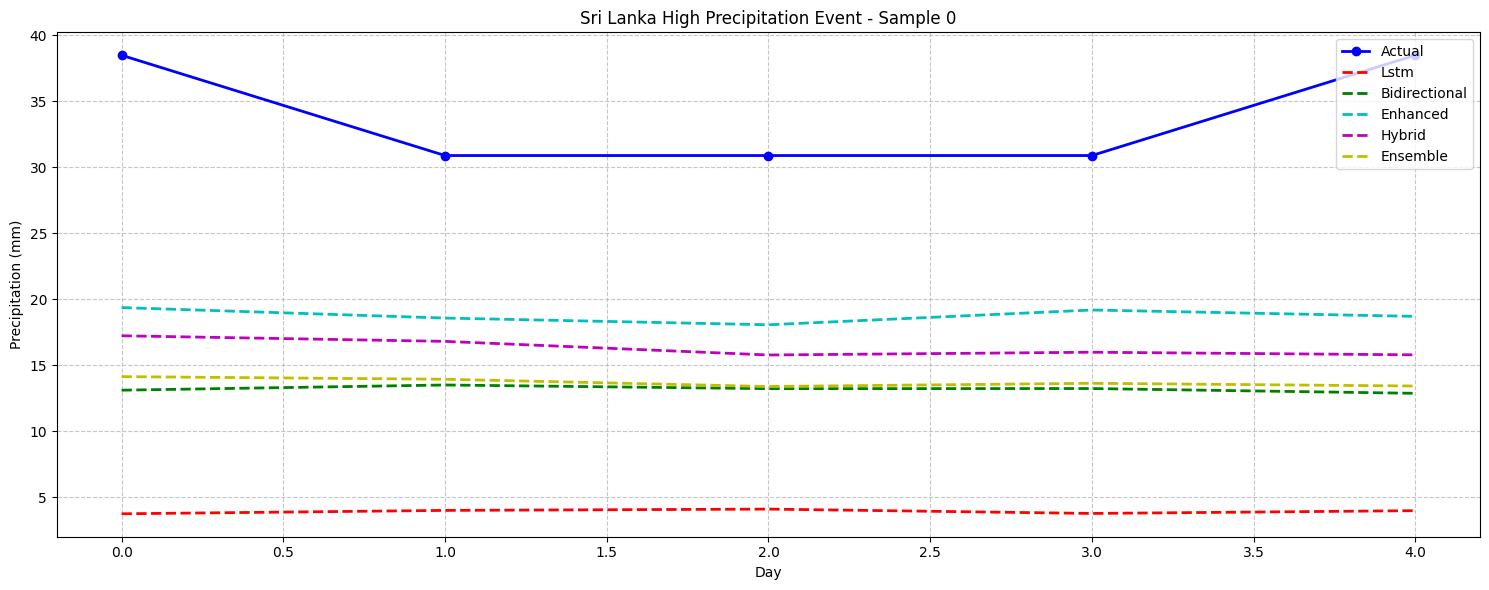 Sri Lanka High Precipitation Event - Sample 0
Precipitation (mm)
40
35
30
25
20
15
10
5
Actual
Lstm
Bidirectional
Enhanced
Hybrid
Ensemble
0.0 0.5 1.0 1.5 2.0 2.5 3.0 3.5 4.0
Day